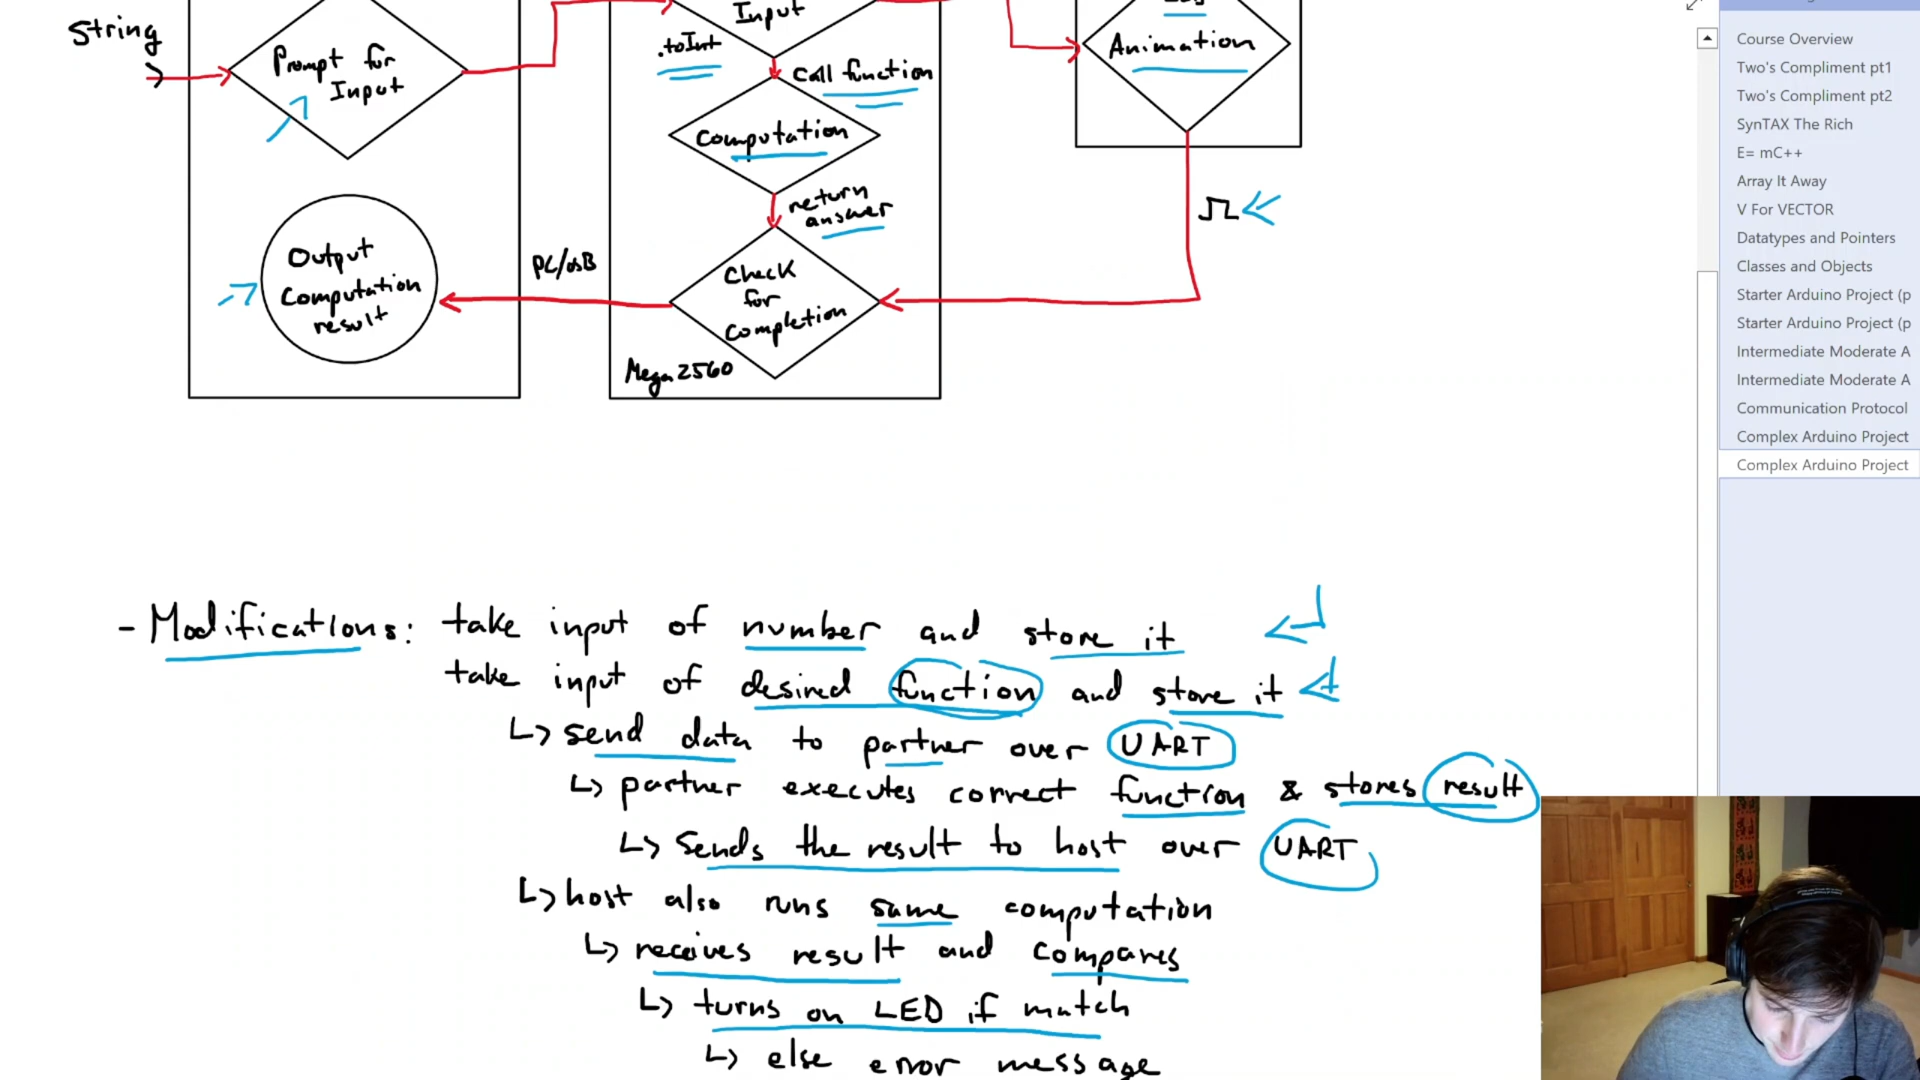 String
Prompt for
Input
Output
Computation
result
PC/USB
Input
.toInt
Call function
Computation
return
answer
Check
for
Completion
Mega 2560
Animation
- Modifications: take input of number and store it
take input of desired function and store it
↳ send data to partner over UART
↳ partner executes correct function & stores result
↳ Sends the result to host over UART
↳ host also runs same computation
↳ receives result and compares
↳ turns on LED if match
↳ else error message
Course Overview
Two's Compliment pt1
Two's Compliment pt2
SynTAX The Rich
E= mC++
Array It Away
V For VECTOR
Datatypes and Pointers
Classes and Objects
Starter Arduino Project (p
Starter Arduino Project (p
Intermediate Moderate A
Intermediate Moderate A
Communication Protocol
Complex Arduino Project
Complex Arduino Project